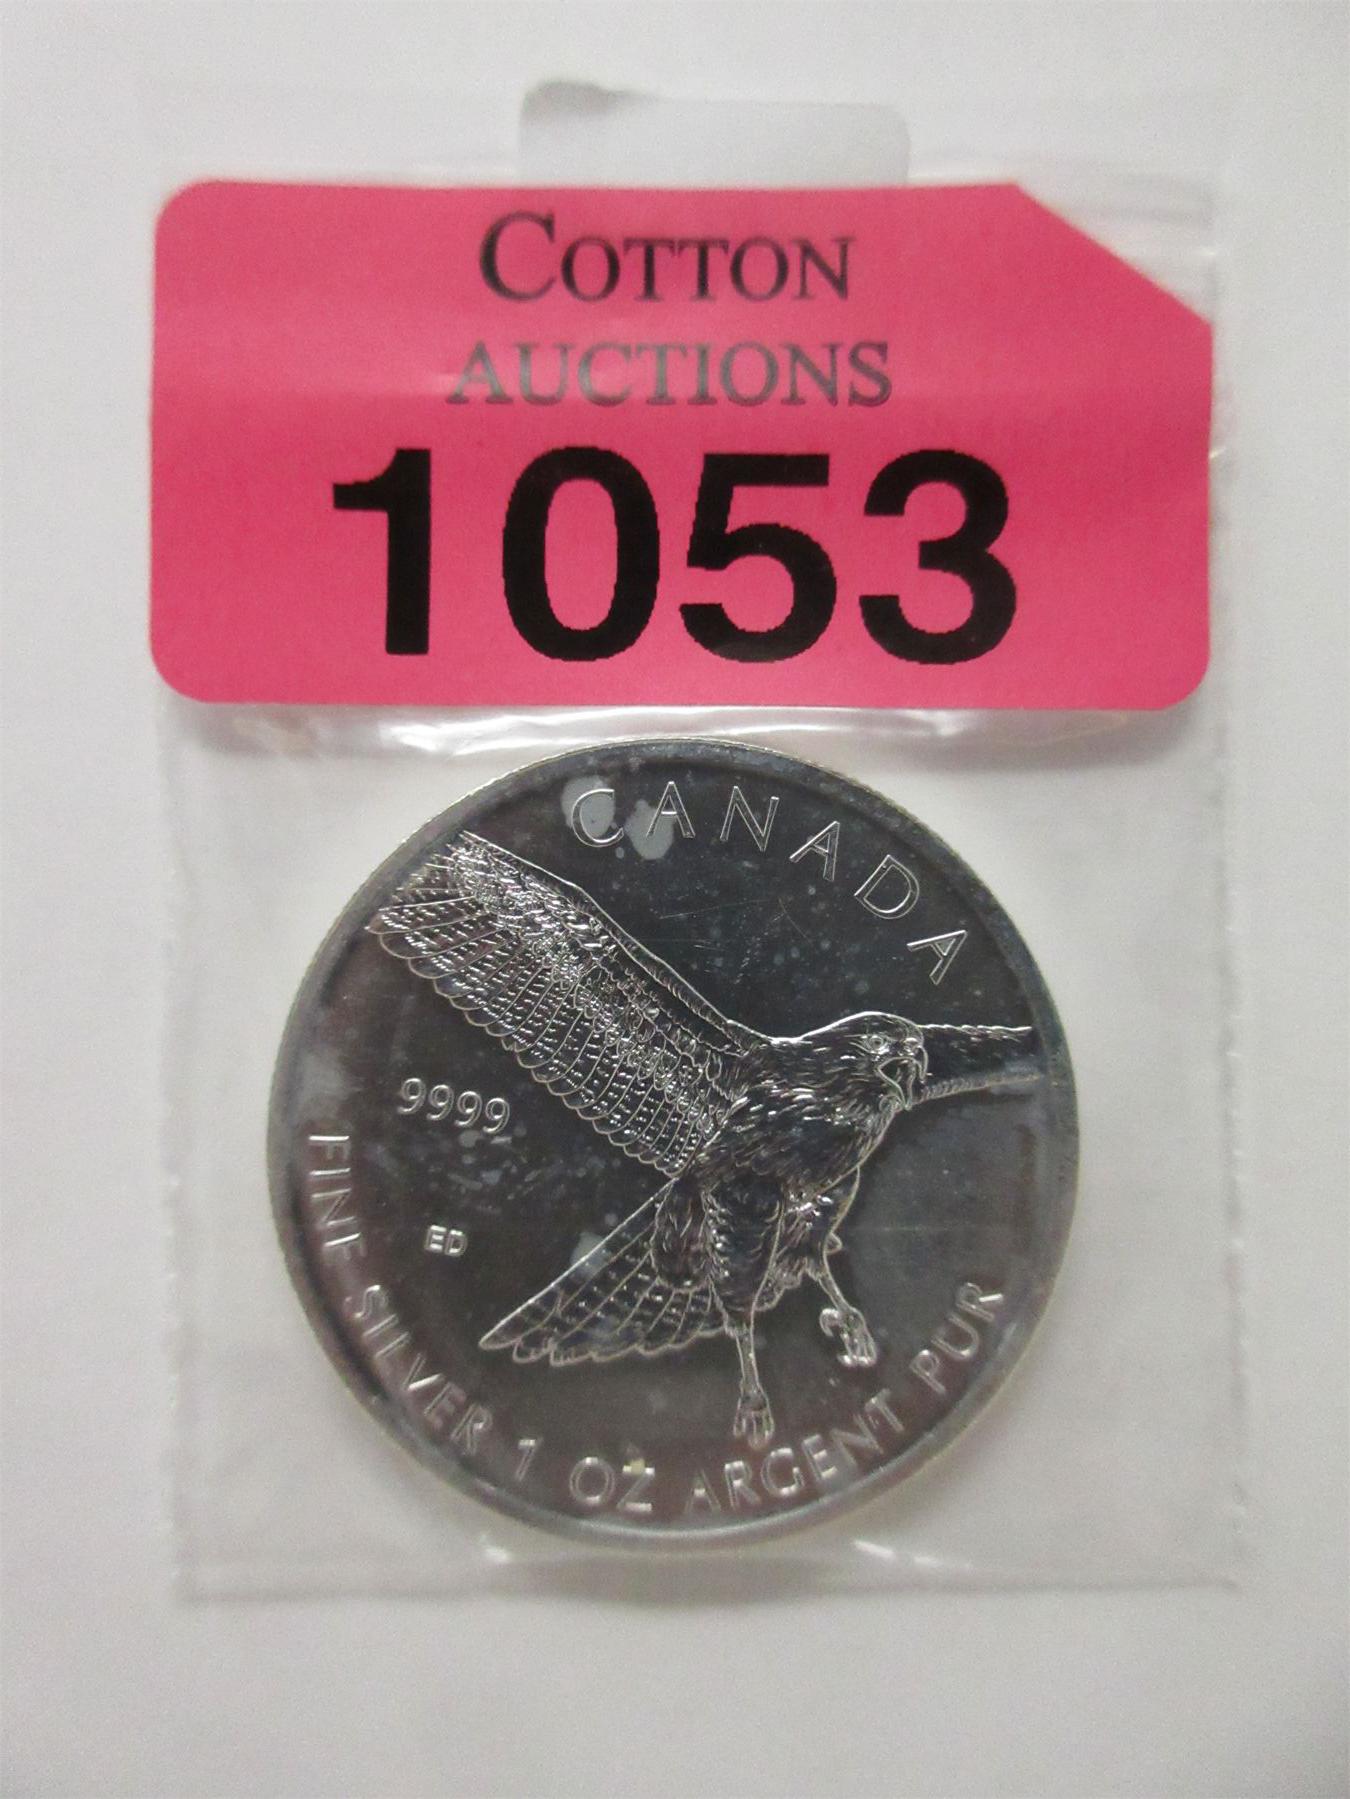 COTTON
AUCTIONS
1053
CANADA
9999
ED
FINE SILVER 1 OZ ARGENT PUR